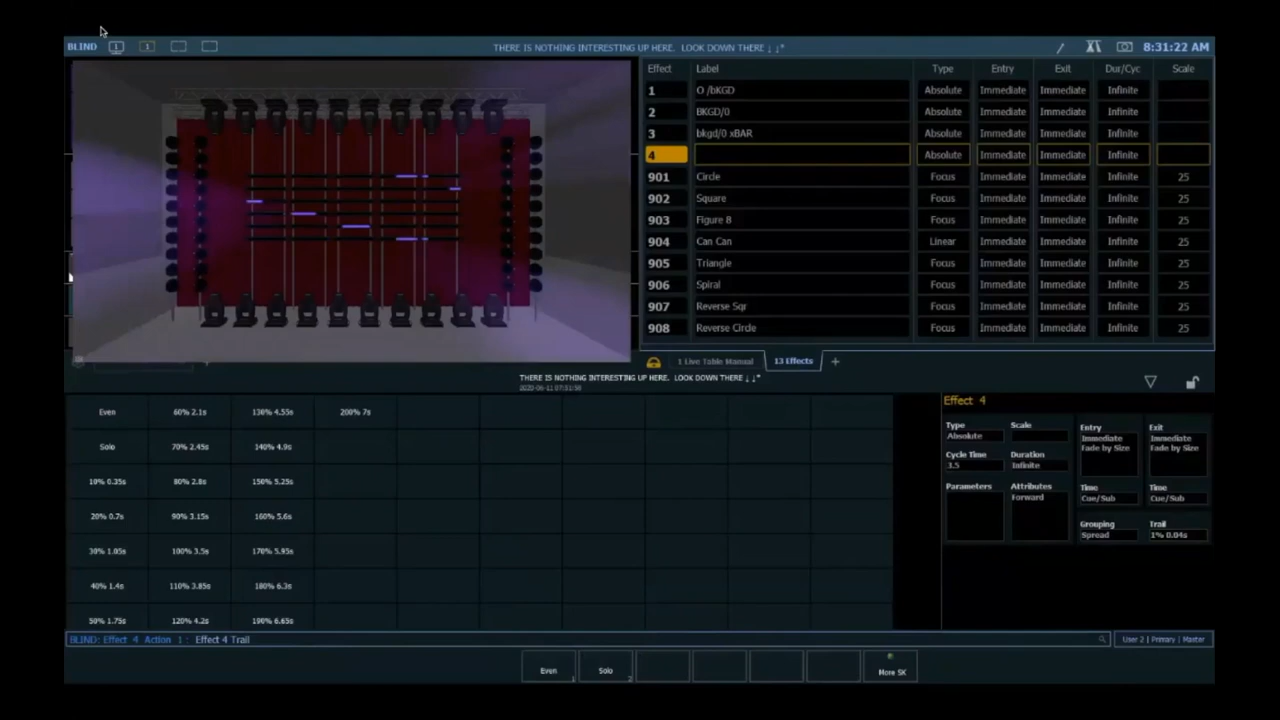 BLIND 1 1 THERE IS NOTHING INTERESTING UP HERE. LOOK DOWN THERE ↓ ↓" 8:31:22 AM
Effect Label Type Entry Exit Dur/Cyc Scale
1 O /bKGD Absolute Immediate Immediate Infinite
2 BKGD/0 Absolute Immediate Immediate Infinite
3 bkgd/0 xBAR Absolute Immediate Immediate Infinite
4 Absolute Immediate Immediate Infinite
901 Circle Focus Immediate Immediate Infinite 25
902 Square Focus Immediate Immediate Infinite 25
903 Figure 8 Focus Immediate Immediate Infinite 25
904 Can Can Linear Immediate Immediate Infinite 25
905 Triangle Focus Immediate Immediate Infinite 25
906 Spiral Focus Immediate Immediate Infinite 25
907 Reverse Sqr Focus Immediate Immediate Infinite 25
908 Reverse Circle Focus Immediate Immediate Infinite 25
1 Live Table Manual 13 Effects +
THERE IS NOTHING INTERESTING UP HERE. LOOK DOWN THERE ↓ ↓"
Even 60% 2.1s 130% 4.55s 200% 7s
Solo 70% 2.45s 140% 4.9s
10% 0.35s 80% 2.8s 150% 5.25s
20% 0.7s 90% 3.15s 160% 5.6s
30% 1.05s 100% 3.5s 170% 5.95s
40% 1.4s 110% 3.85s 180% 6.3s
50% 1.75s 120% 4.2s 190% 6.65s
Effect 4
Type Scale Entry Exit
Absolute Immediate Immediate
Fade by Size Fade by Size
Cycle Time Duration
3.5 Infinite
Parameters Attributes Time Time
Forward Cue/Sub Cue/Sub
Grouping Trail
Spread 1% 0.04s
BLIND: Effect 4 Action 1 : Effect 4 Trail User 2 | Primary | Master
Even 1 Solo 2 More SK